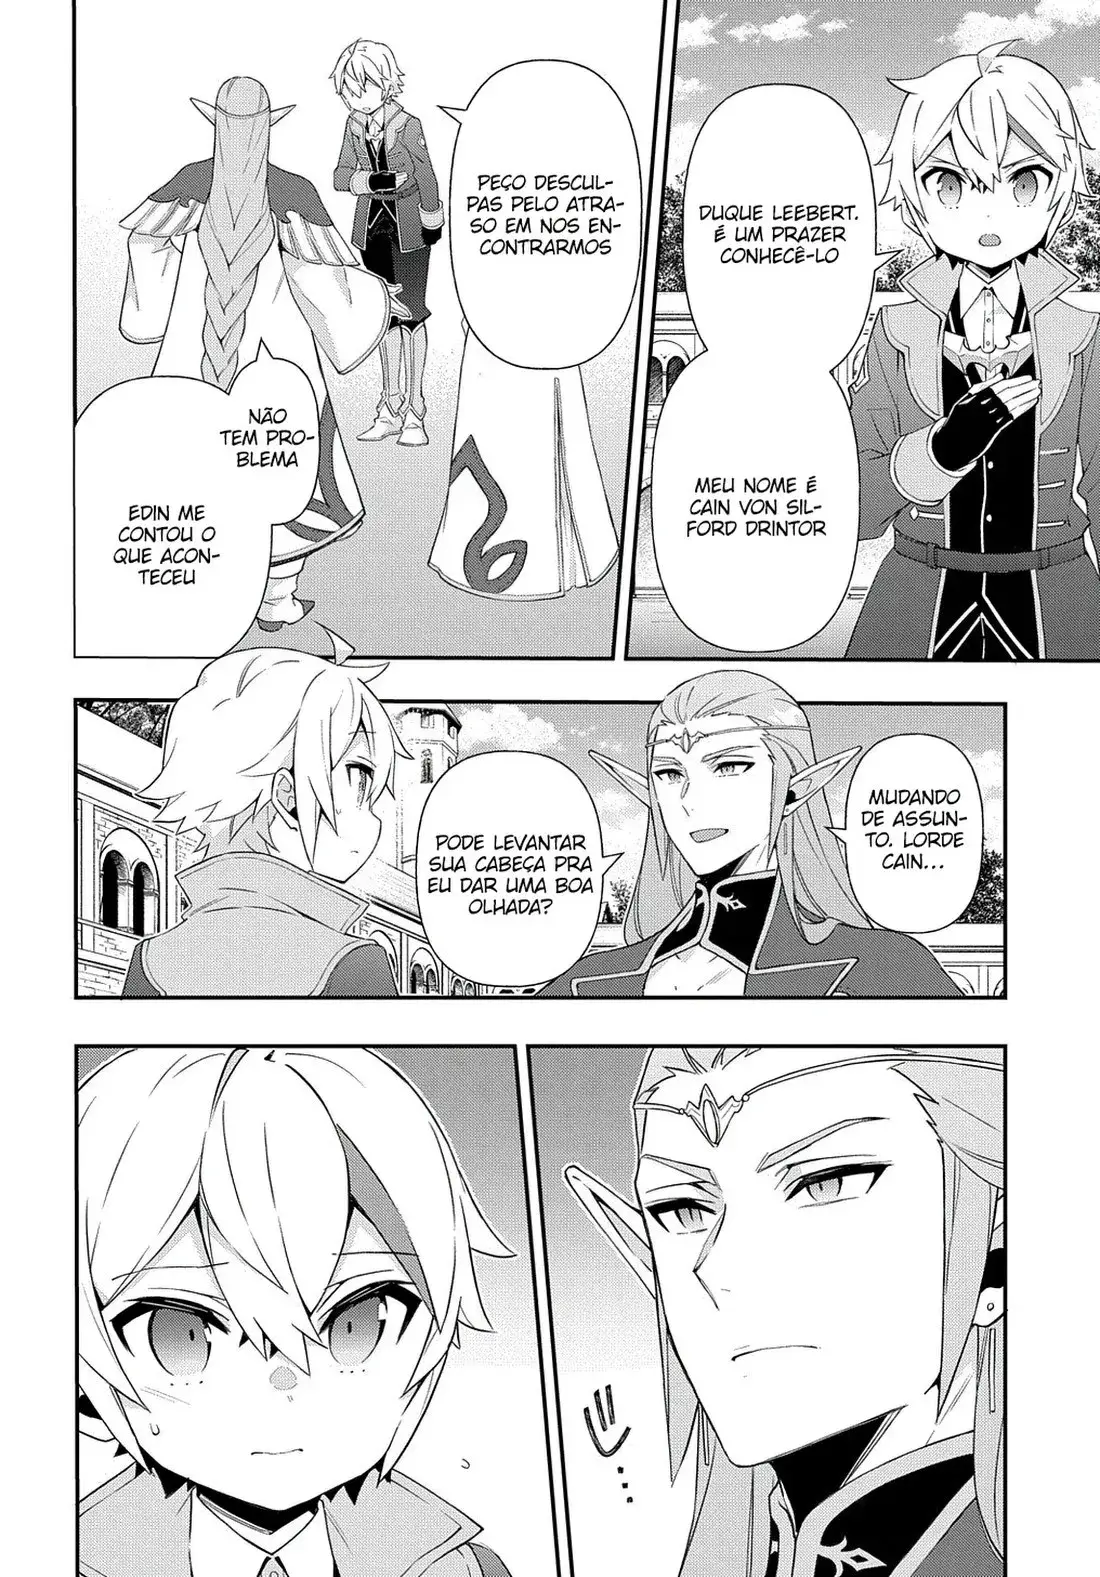 DUQUE LEEBERT.
É UM PRAZER
CONHECÊ-LO
MEU NOME É
CAIN VON SIL-
FORD DRINTOR
PEÇO DESCUL-
PAS PELO ATRA-
SO EM NOS EN-
CONTRARMOS
NÃO
TEM PRO-
BLEMA
EDIN ME
CONTOU O
QUE ACON-
TECEU
MUDANDO
DE ASSUN-
TO. LORDE
CAIN...
PODE LEVANTAR
SUA CABEÇA PRA
EU DAR UMA BOA
OLHADA?
じ…